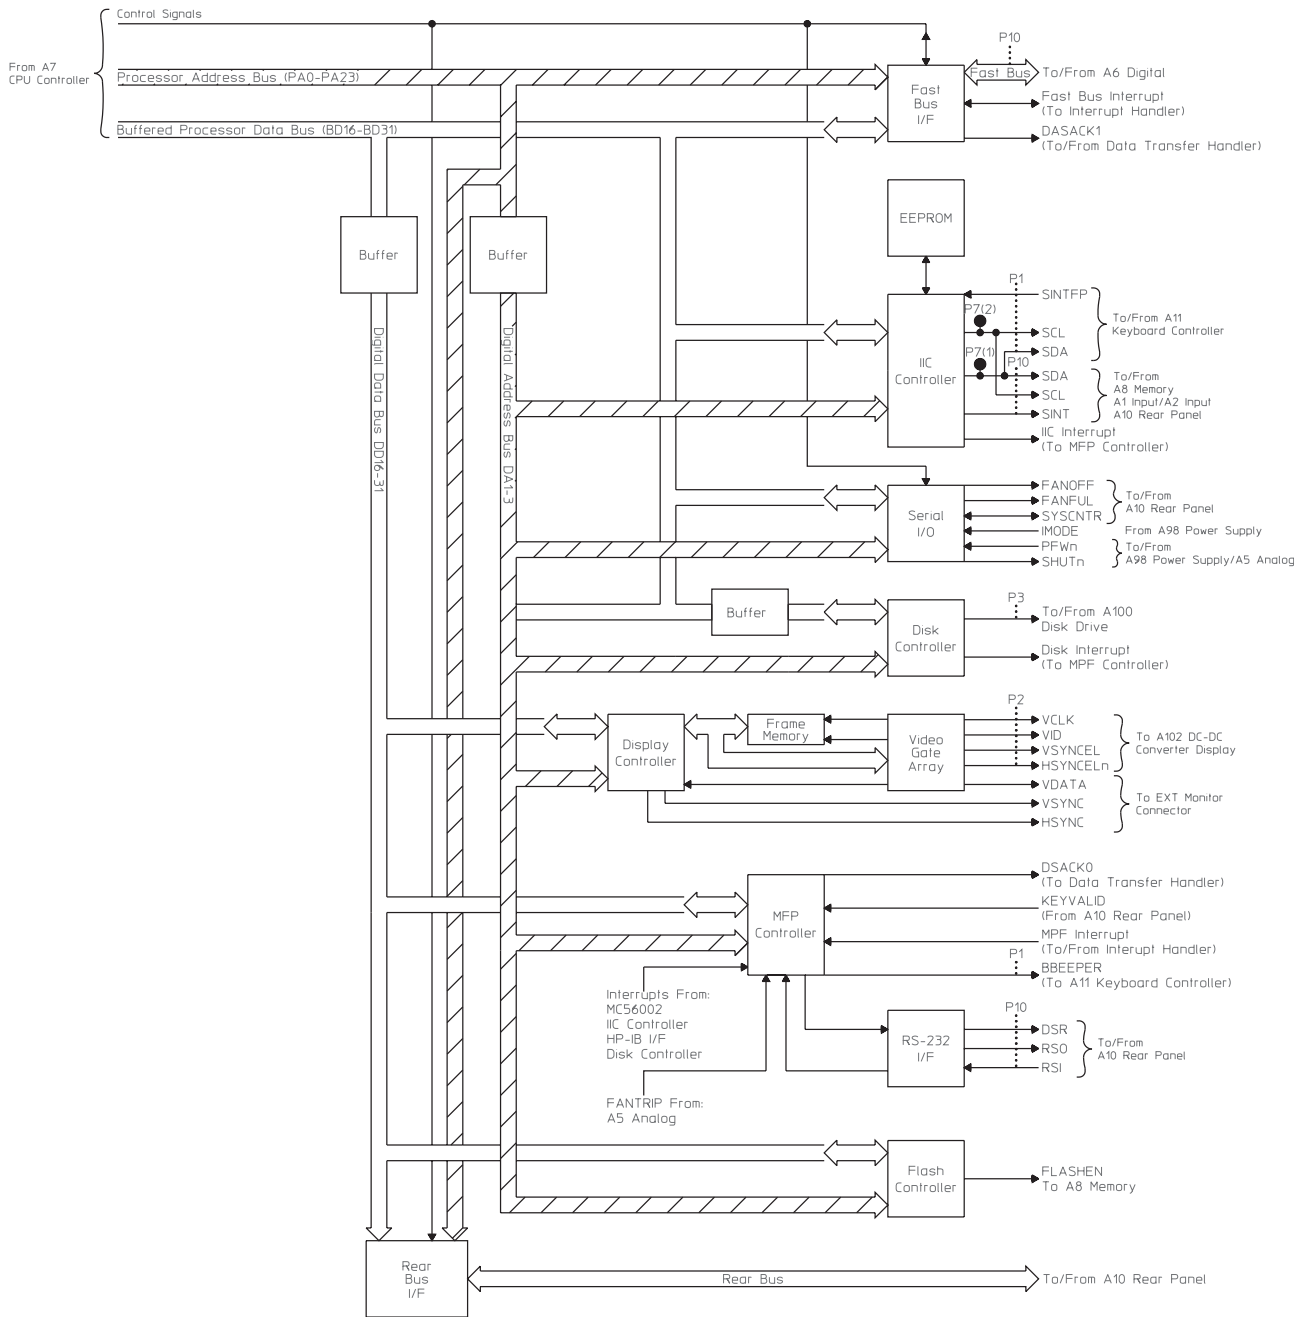 Control Signals
From A7
CPU Controller
Processor Address Bus (PA0-PA23)
Buffered Processor Data Bus (BD16-BD31)
P10
Fast Bus
To/From A6 Digital
Fast
Bus
I/F
Fast Bus Interrupt
(To Interrupt Handler)
DASACK1
(To/From Data Transfer Handler)
EEPROM
Buffer
Buffer
Digital Data Bus DD16-31
Digital Address Bus DA1-3
P1
SINTFP
P7(2)
SCL
To/From A11
Keyboard Controller
P7(1)
SDA
IIC
Controller
P10
SDA
SCL
SINT
To/From
A8 Memory
A1 Input/A2 Input
A10 Rear Panel
IIC Interrupt
(To MFP Controller)
Serial
I/O
FANOFF
FANFUL
SYSCNTR
To/From
A10 Rear Panel
IMODE
From A98 Power Supply
PFWn
SHUTn
To/From
A98 Power Supply/A5 Analog
Buffer
Disk
Controller
P3
To/From A100
Disk Drive
Disk Interrupt
(To MPF Controller)
Display
Controller
Frame
Memory
Video
Gate
Array
P2
VCLK
VID
VSYNCEL
HSYNCELn
To A102 DC-DC
Converter Display
VDATA
VSYNC
HSYNC
To EXT Monitor
Connector
MFP
Controller
DSACK0
(To Data Transfer Handler)
KEYVALID
(From A10 Rear Panel)
MPF Interrupt
(To/From Interupt Handler)
P1
BBEEPER
(To A11 Keyboard Controller)
Interrupts From:
MC56002
IIC Controller
HP-IB I/F
Disk Controller
FANTRIP From:
A5 Analog
RS-232
I/F
P10
DSR
RSO
RSI
To/From
A10 Rear Panel
Flash
Controller
FLASHEN
To A8 Memory
Rear
Bus
I/F
Rear Bus
To/From A10 Rear Panel